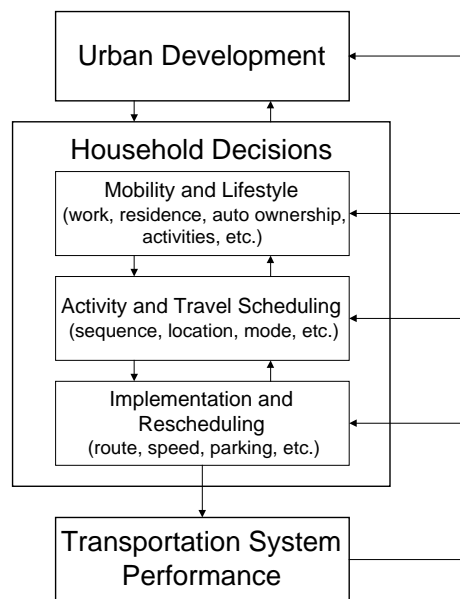 Urban Development
Household Decisions
Mobility and Lifestyle
(work, residence, auto ownership,
activities, etc.)
Activity and Travel Scheduling
(sequence, location, mode, etc.)
Implementation and
Rescheduling
(route, speed, parking, etc.)
Transportation System
Performance